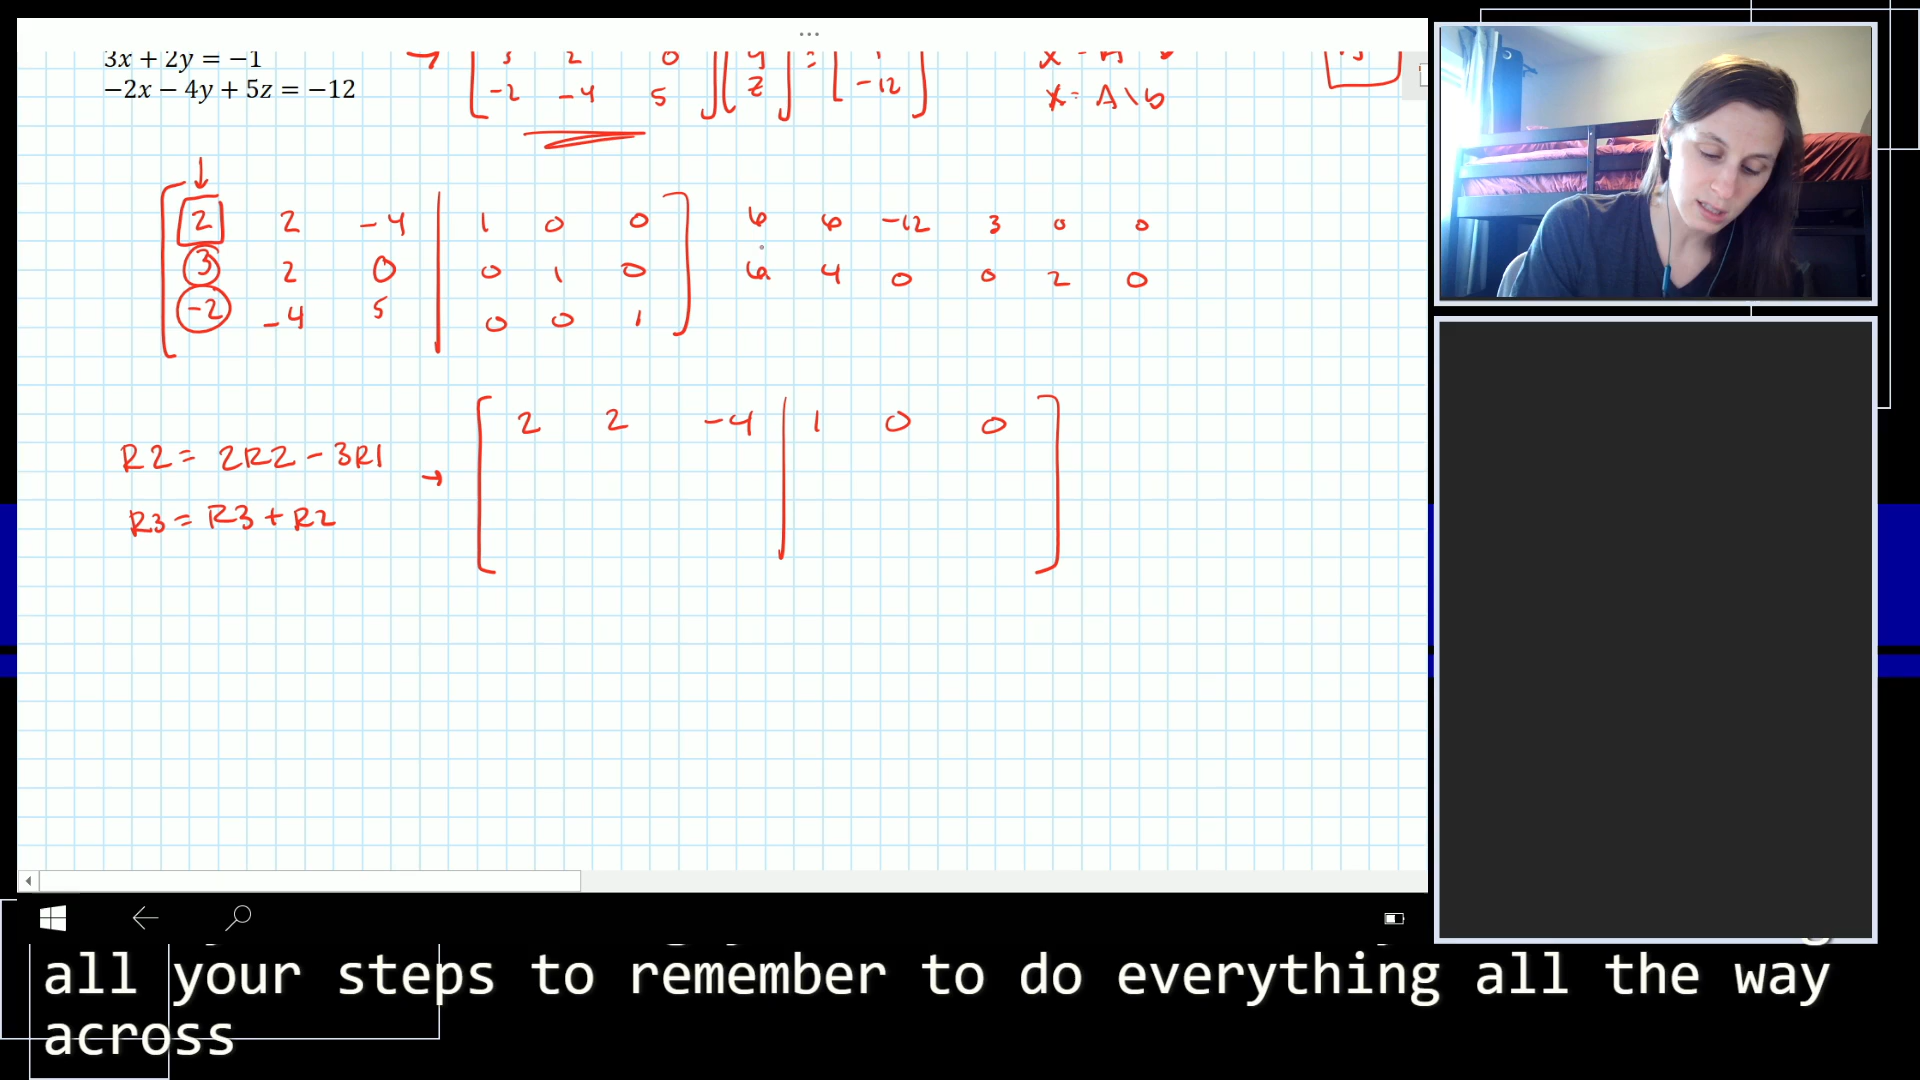 3x + 2y = −1
−2x − 4y + 5z = −12
→ 3 2 0 y =
-2 -4 5 z -12
x = A\b
2 2 -4 | 1 0 0
3 2 0 | 0 1 0
-2 -4 5 | 0 0 1
6 6 -12 3 0 0
6 4 0 0 2 0
R2 = 2R2 - 3R1
R3 = R3 + R2
→ 2 2 -4 | 1 0 0
all your steps to remember to do everything all the way
across